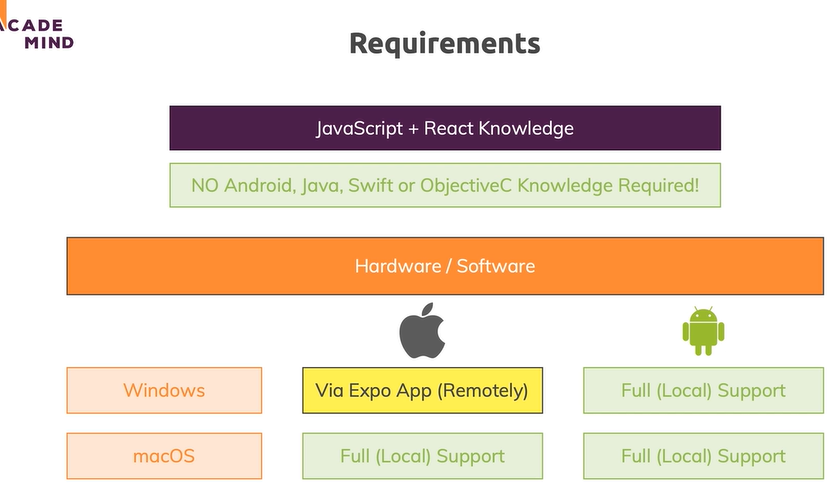 ACADE
MIND
Requirements
JavaScript + React Knowledge
NO Android, Java, Swift or ObjectiveC Knowledge Required!
Hardware / Software
Windows
Via Expo App (Remotely)
Full (Local) Support
macOS
Full (Local) Support
Full (Local) Support